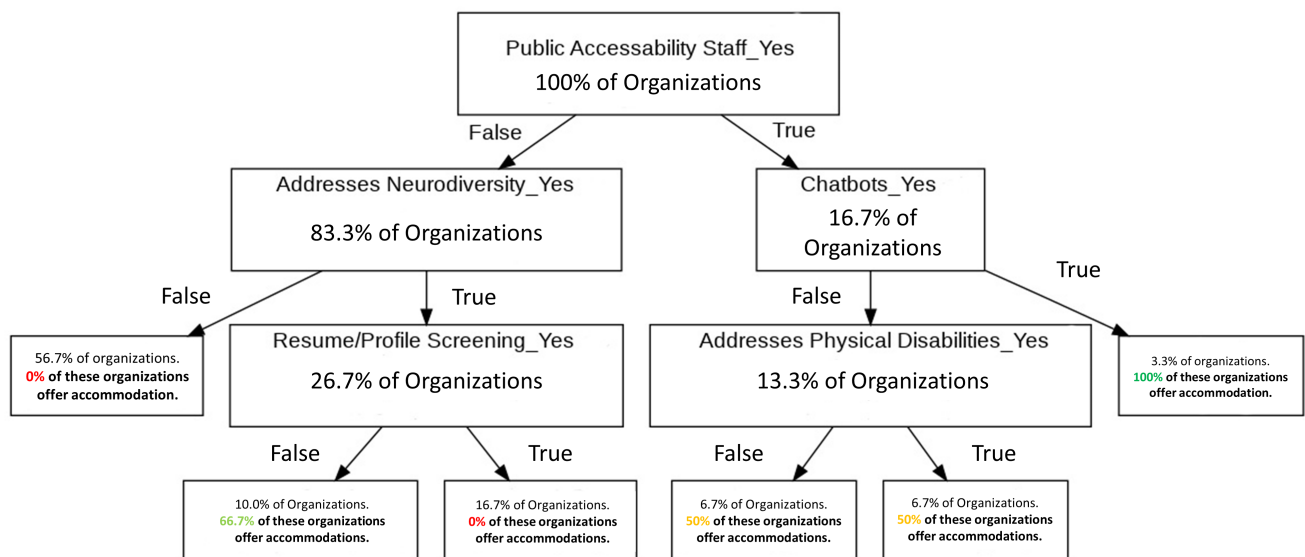 Public Accessability Staff_Yes
100% of Organizations
False
True
Addresses Neurodiversity_Yes
83.3% of Organizations
Chatbots_Yes
16.7% of
Organizations
False
True
False
True
56.7% of organizations.
0% of these organizations
offer accommodation.
Resume/Profile Screening_Yes
26.7% of Organizations
Addresses Physical Disabilities_Yes
13.3% of Organizations
3.3% of organizations.
100% of these organizations
offer accommodation.
False
True
False
True
10.0% of Organizations.
66.7% of these organizations
offer accommodations.
16.7% of Organizations.
0% of these organizations
offer accommodations.
6.7% of Organizations.
50% of these organizations
offer accommodations.
6.7% of Organizations.
50% of these organizations
offer accommodations.